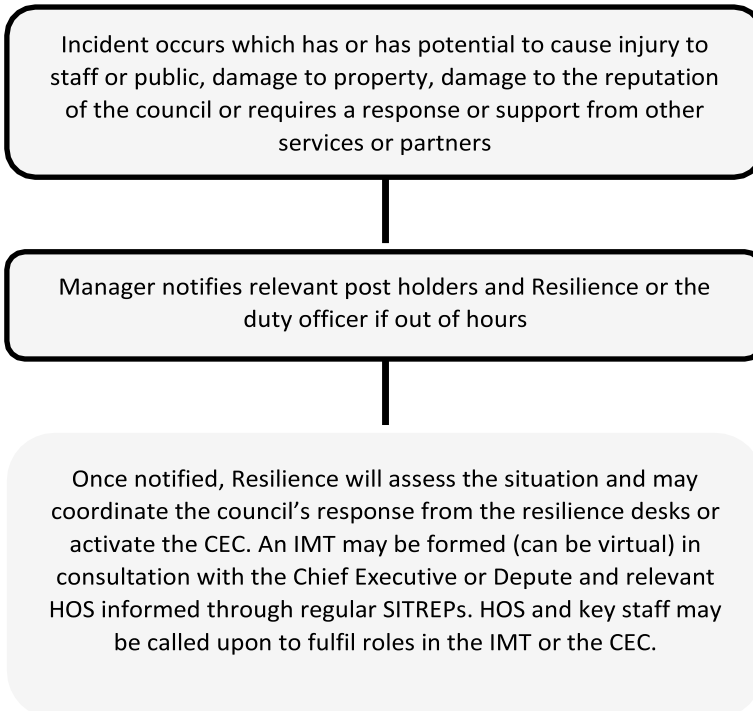 Incident occurs which has or has potential to cause injury to
staff or public, damage to property, damage to the reputation
of the council or requires a response or support from other
services or partners
Manager notifies relevant post holders and Resilience or the
duty officer if out of hours
Once notified, Resilience will assess the situation and may
coordinate the council’s response from the resilience desks or
activate the CEC. An IMT may be formed (can be virtual) in
consultation with the Chief Executive or Depute and relevant
HOS informed through regular SITREPs. HOS and key staff may
be called upon to fulfil roles in the IMT or the CEC.